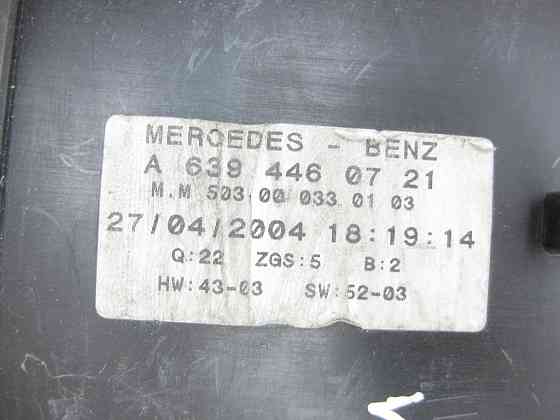 MERCEDES - BENZ
A 639 446 07 21
M.M 503.00 033 01 03
27/04/2004 18:19:14
Q:22 ZGS:5 B:2
HW:43-03 SW:52-03